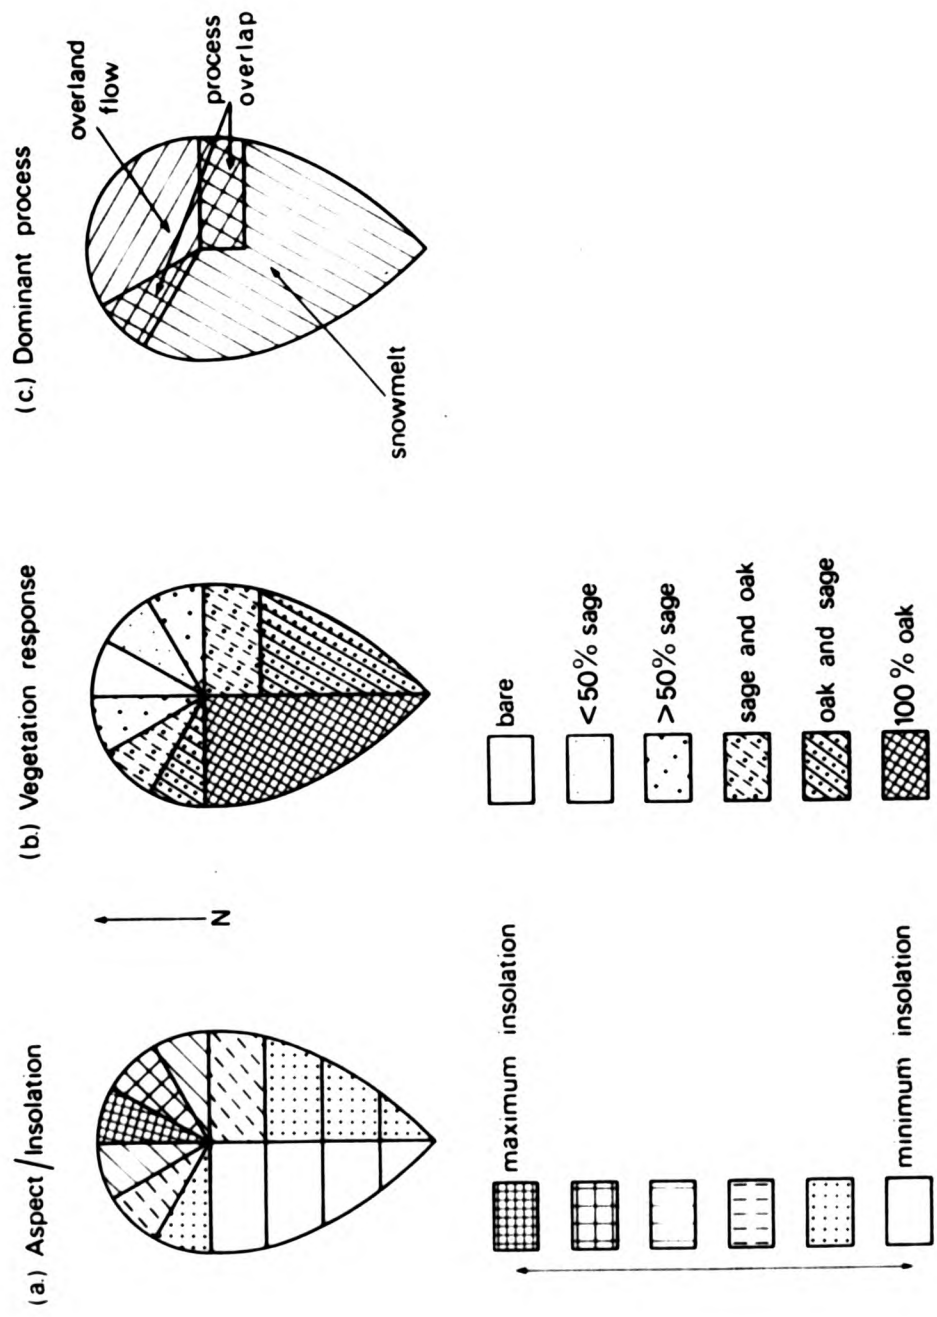 (a.) Aspect/Insolation
(b.) Vegetation response
(c.) Dominant process
N
overland
flow
process
overlap
snowmelt
maximum insolation
minimum insolation
bare
<50% sage
>50% sage
sage and oak
oak and sage
100% oak